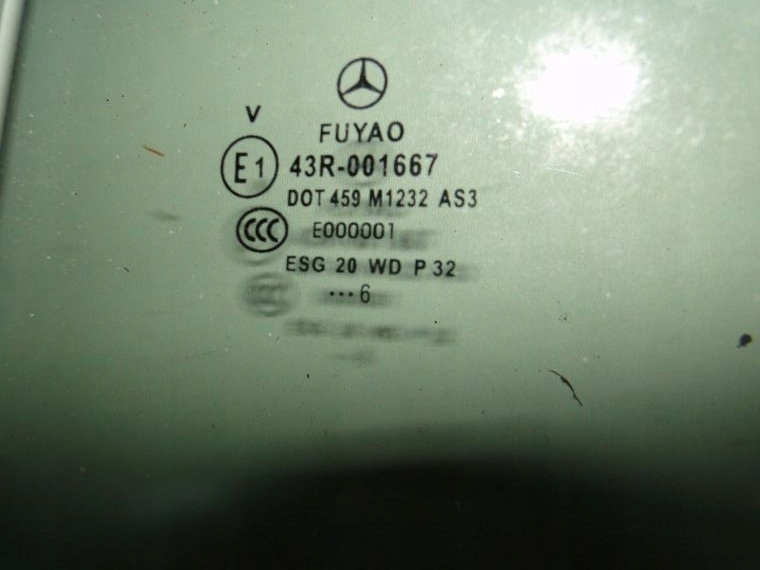 V
FUYAO
E1 43R-001667
DOT 459 M1232 AS3
CCC E000001
ESG 20 WD P 32
···6